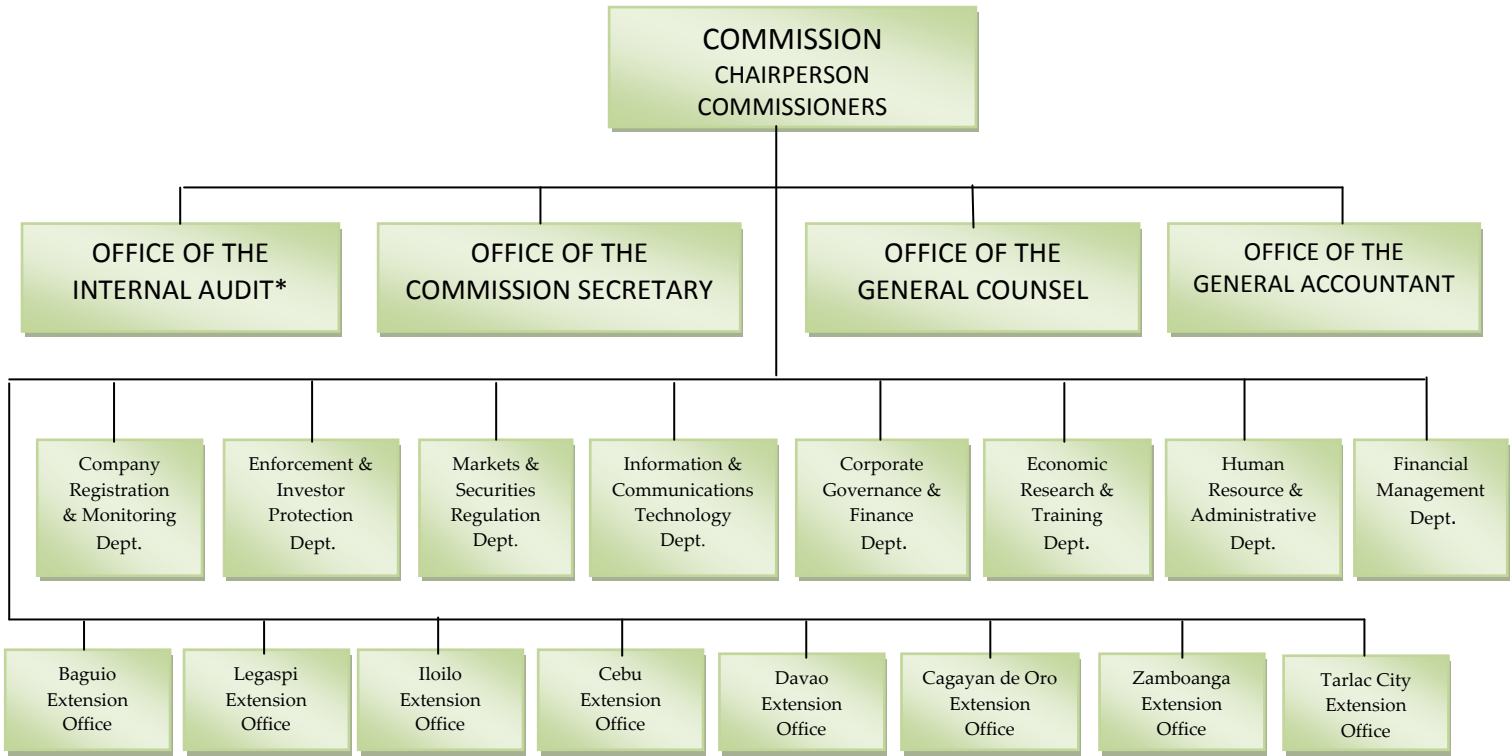 COMMISSION
CHAIRPERSON
COMMISSIONERS
OFFICE OF THE
INTERNAL AUDIT*
OFFICE OF THE
COMMISSION SECRETARY
OFFICE OF THE
GENERAL COUNSEL
OFFICE OF THE
GENERAL ACCOUNTANT
Company
Registration
& Monitoring
Dept.
Enforcement &
Investor
Protection
Dept.
Markets &
Securities
Regulation
Dept.
Information &
Communications
Technology
Dept.
Corporate
Governance &
Finance
Dept.
Economic
Research &
Training
Dept.
Human
Resource &
Administrative
Dept.
Financial
Management
Dept.
Baguio
Extension
Office
Legaspi
Extension
Office
Iloilo
Extension
Office
Cebu
Extension
Office
Davao
Extension
Office
Cagayan de Oro
Extension
Office
Zamboanga
Extension
Office
Tarlac City
Extension
Office